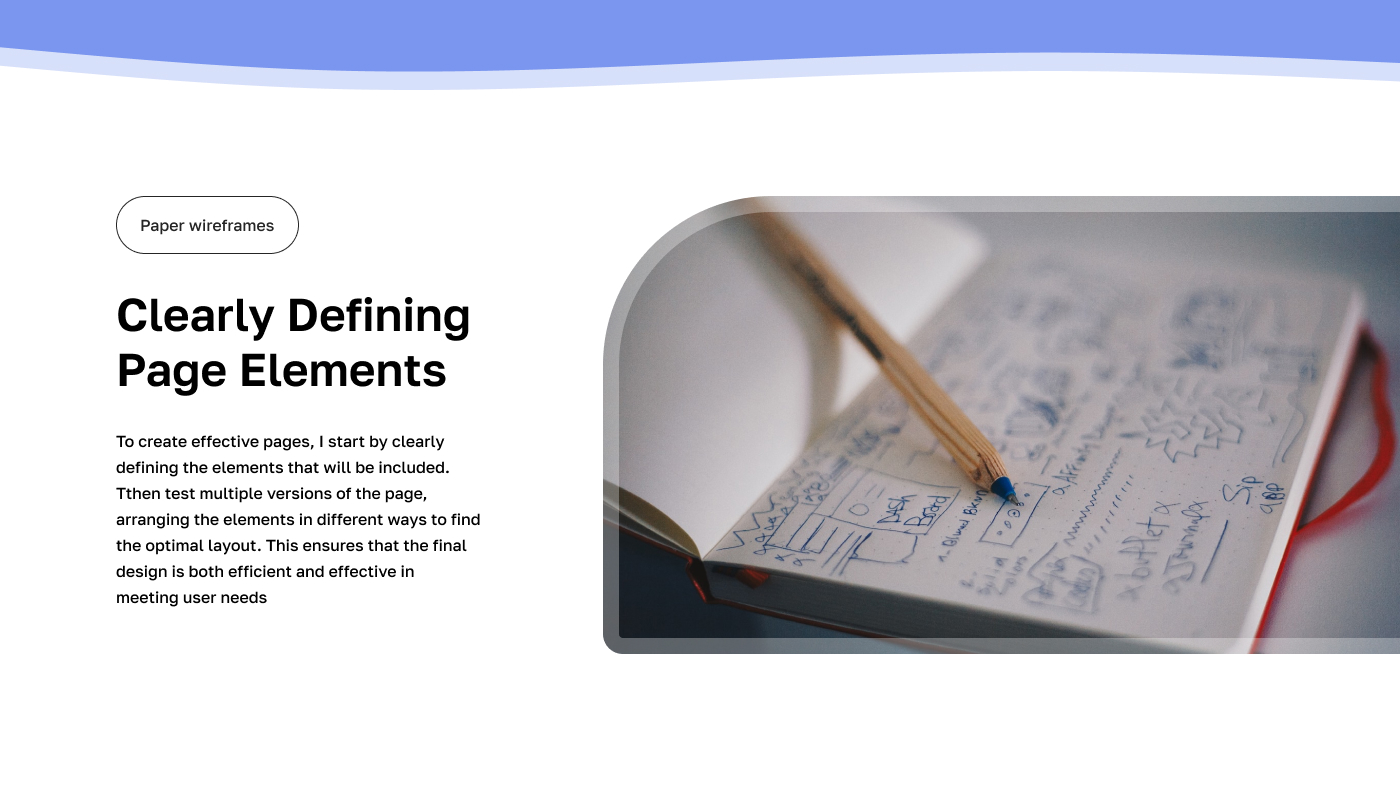 Paper wireframes
Clearly Defining
Page Elements
To create effective pages, I start by clearly
defining the elements that will be included.
Tthen test multiple versions of the page,
arranging the elements in different ways to find
the optimal layout. This ensures that the final
design is both efficient and effective in
meeting user needs
Dash
Board